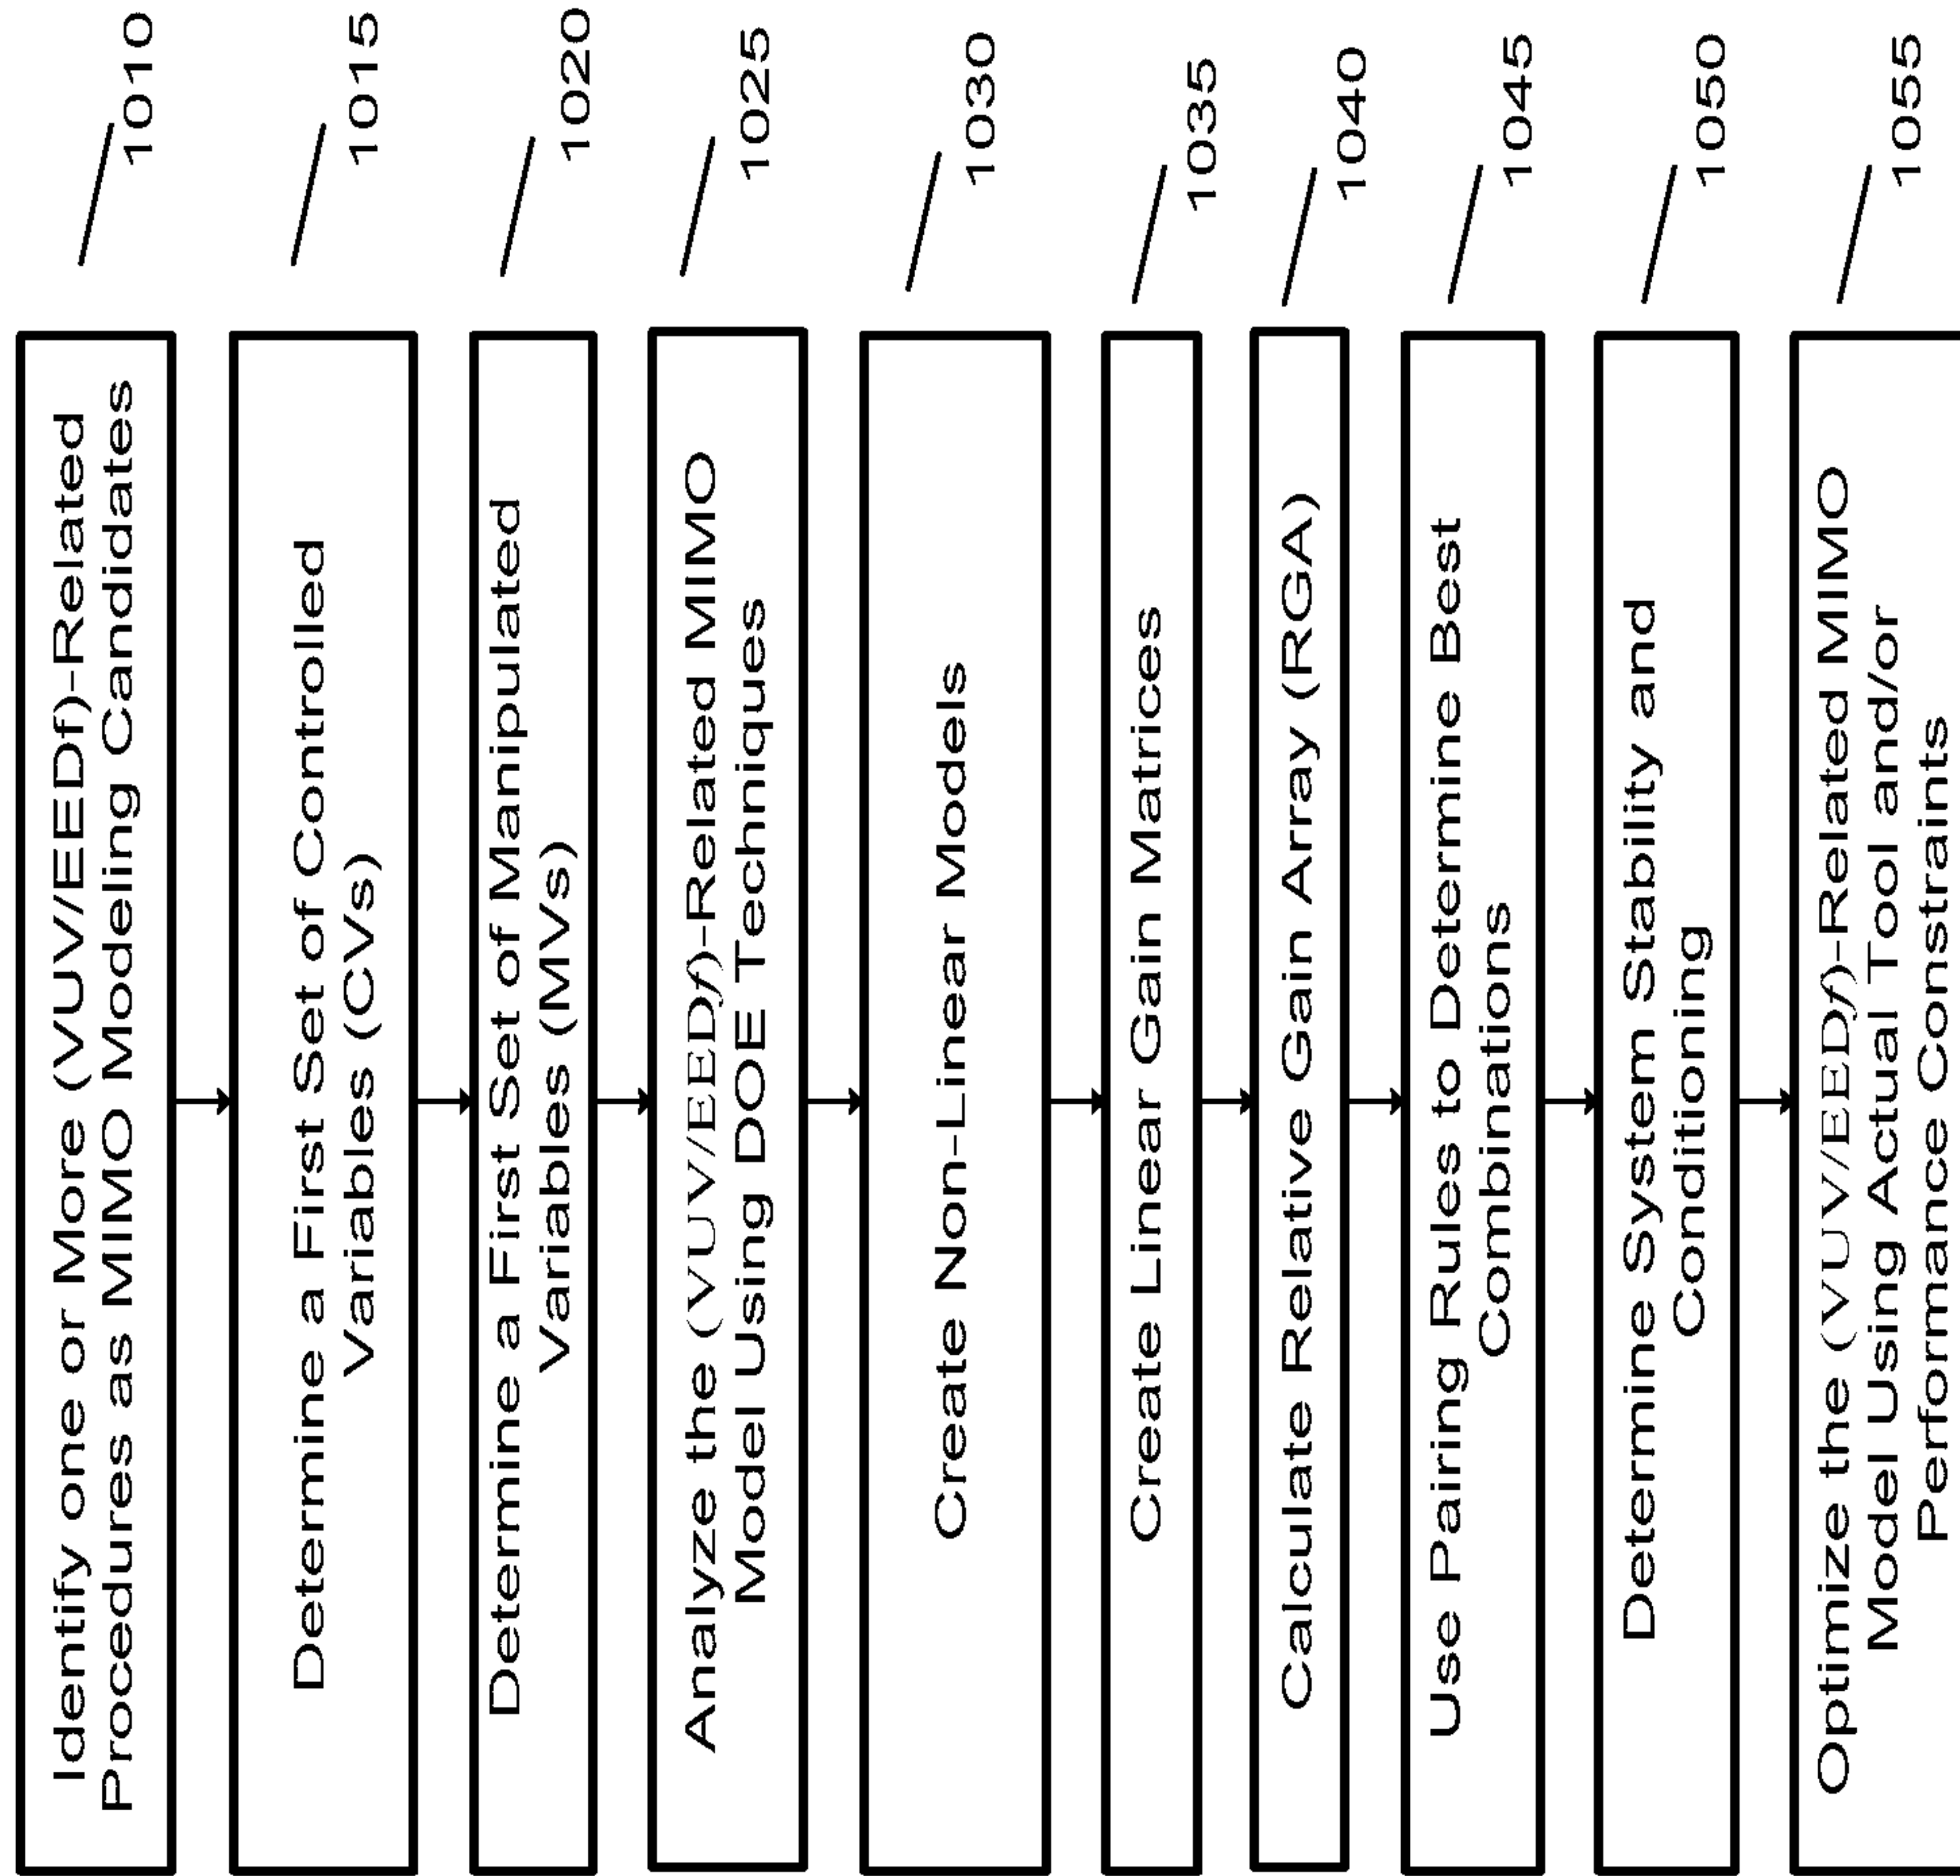 Identify one or More (VUV/EEDf)-Related
Procedures as MIMO Modeling Candidates
1010
Determine a First Set of Controlled
Variables (CVs)
1015
Determine a First Set of Manipulated
Variables (MVs)
1020
Analyze the (VUV/EEDf)-Related MIMO
Model Using DOE Techniques
1025
Create Non-Linear Models
1030
Create Linear Gain Matrices
1035
Calculate Relative Gain Array (RGA)
1040
Use Pairing Rules to Determine Best
Combinations
1045
Determine System Stability and
Conditioning
1050
Optimize the (VUV/EEDf)-Related MIMO
Model Using Actual Tool and/or
Performance Constraints
1055